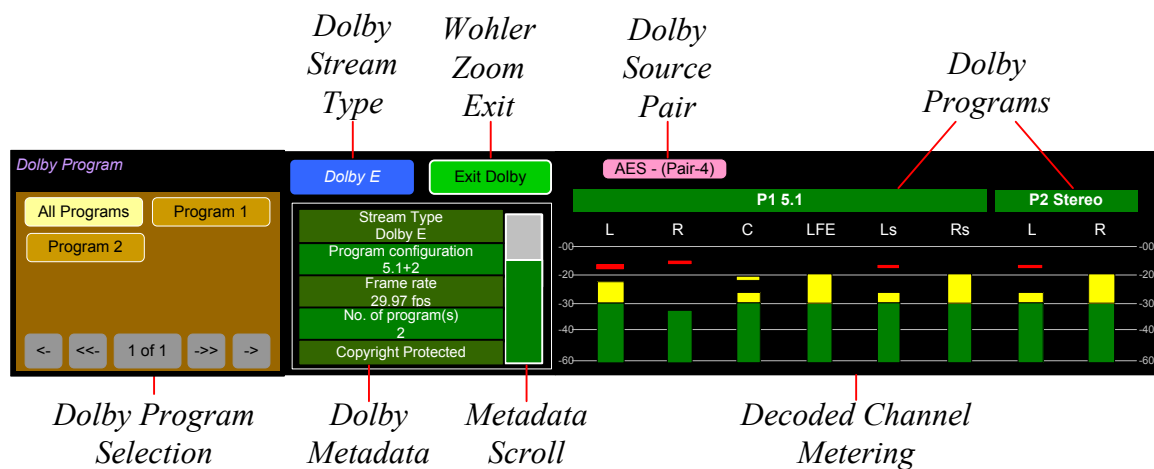 Dolby
Stream
Type
Wohler
Zoom
Exit
Dolby
Source
Pair
Dolby
Programs
Dolby Program
All Programs
Program 1
Program 2
<-
<<-
1 of 1
->>
->
Dolby E
Exit Dolby
Stream Type
Dolby E
Program configuration
5.1+2
Frame rate
29.97 fps
No. of program(s)
2
Copyright Protected
AES - (Pair-4)
P1 5.1
P2 Stereo
L R C LFE Ls Rs L R
-00 -00
-20 -20
-30 -30
-40 -40
-60 -60
Dolby Program
Selection
Dolby
Metadata
Metadata
Scroll
Decoded Channel
Metering